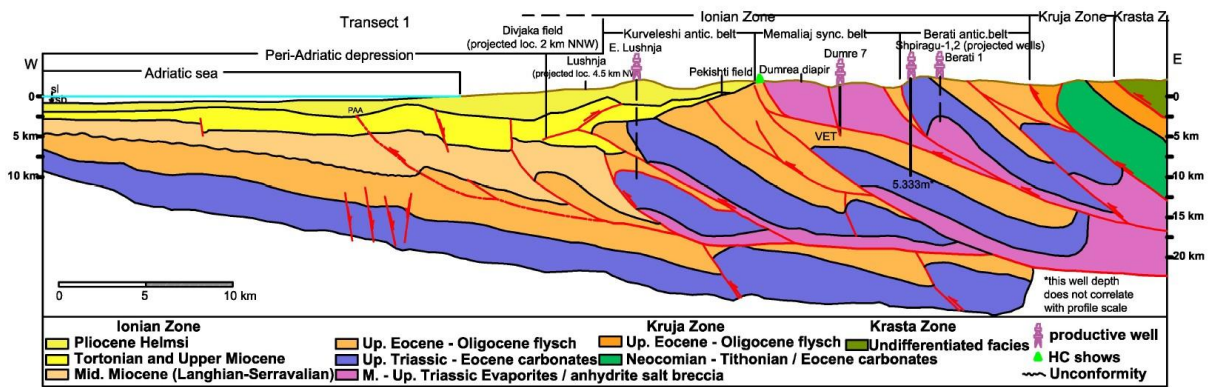 Transect 1
Ionian Zone
Kruja Zone
Krasta Z
Divjaka field
(projected loc. 2 km NNW)
Kurveleshi antic. belt
Memaliaj sync. belt
Berati antic.belt
Shpiragu-1,2 (projected wells)
W
Peri-Adriatic depression
E. Lushnja
Dumre 7
Berati 1
E
Lushnja
(projected loc. 4.5 km NW
Adriatic sea
Pekishti field
Dumrea diapir
sl
0
0
PAA
5 km
VET
5 km
10 km
5.333m*
10 km
15 km
20 km
0
5
10 km
*this well depth
does not correlate
with profile scale
Ionian Zone
Kruja Zone
Krasta Zone
Pliocene Helmsi
Up. Eocene - Oligocene flysch
Up. Eocene - Oligocene flysch
Undifferentiated facies
productive well
Tortonian and Upper Miocene
Up. Triassic - Eocene carbonates
Neocomian - Tithonian / Eocene carbonates
HC shows
Mid. Miocene (Langhian-Serravalian)
M. - Up. Triassic Evaporites / anhydrite salt breccia
Unconformity